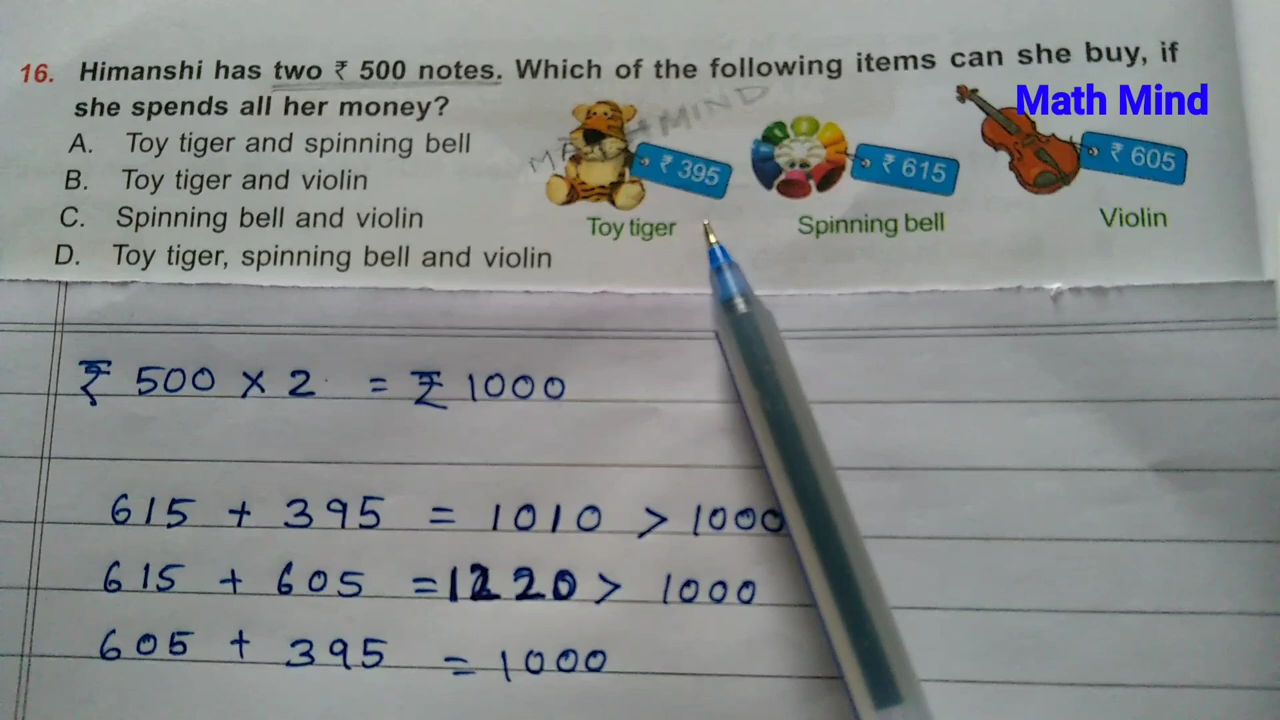 16. Himanshi has two ₹ 500 notes. Which of the following items can she buy, if
she spends all her money?
Math Mind
MATH MIND
A. Toy tiger and spinning bell
B. Toy tiger and violin
C. Spinning bell and violin
D. Toy tiger, spinning bell and violin
₹ 395
₹ 615
₹ 605
Toy tiger
Spinning bell
Violin
₹ 500 × 2 = ₹ 1000
615 + 395 = 1010 > 1000
615 + 605 = 1220 > 1000
605 + 395 = 1000